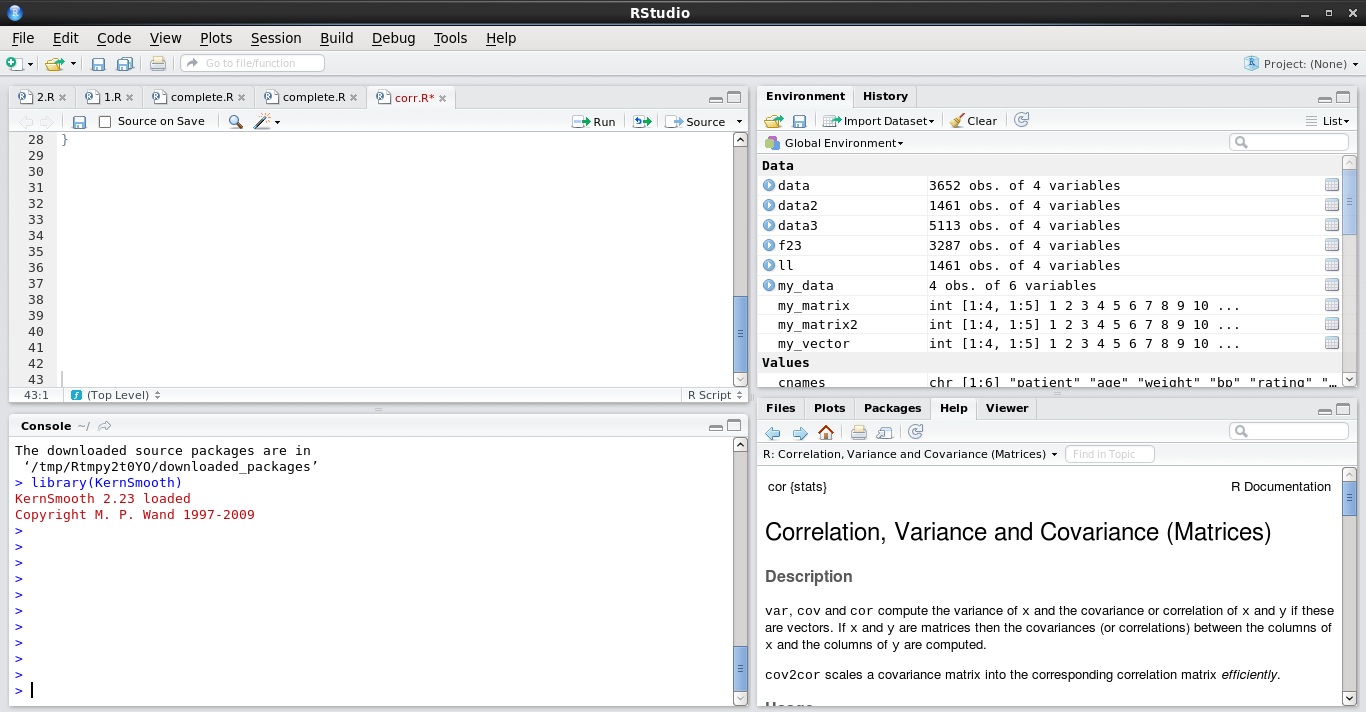 RStudio
File Edit Code View Plots Session Build Debug Tools Help
Go to file/function
Project: (None)
2.R
1.R
complete.R
complete.R
corr.R*
Source on Save
Run
Source
28 }
29
30
31
32
33
34
35
36
37
38
39
40
41
42
43
43:1
(Top Level)
R Script
Console ~/
The downloaded source packages are in
‘/tmp/Rtmpy2t0YO/downloaded_packages’
> library(KernSmooth)
KernSmooth 2.23 loaded
Copyright M. P. Wand 1997-2009
>
>
>
>
>
>
>
>
>
>
>
Environment History
Import Dataset
Clear
List
Global Environment
Data
data 3652 obs. of 4 variables
data2 1461 obs. of 4 variables
data3 5113 obs. of 4 variables
f23 3287 obs. of 4 variables
ll 1461 obs. of 4 variables
my_data 4 obs. of 6 variables
my_matrix int [1:4, 1:5] 1 2 3 4 5 6 7 8 9 10 ...
my_matrix2 int [1:4, 1:5] 1 2 3 4 5 6 7 8 9 10 ...
my_vector int [1:4, 1:5] 1 2 3 4 5 6 7 8 9 10 ...
Values
cnames chr [1:6] "patient" "age" "weight" "bp" "rating" "…
Files Plots Packages Help Viewer
R: Correlation, Variance and Covariance (Matrices)
Find in Topic
cor {stats}
R Documentation
Correlation, Variance and Covariance (Matrices)
Description
var, cov and cor compute the variance of x and the covariance or correlation of x and y if these
are vectors. If x and y are matrices then the covariances (or correlations) between the columns of
x and the columns of y are computed.
cov2cor scales a covariance matrix into the corresponding correlation matrix efficiently.